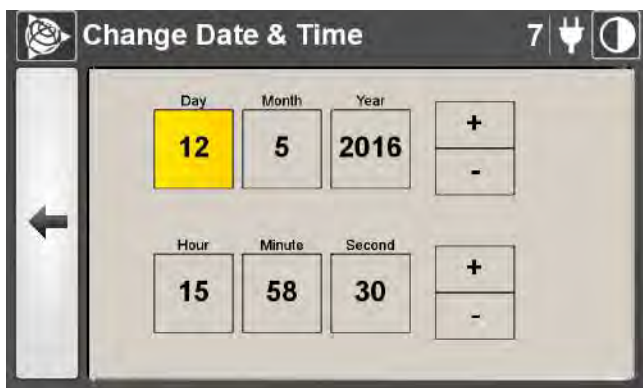 Change Date & Time 7
Day Month Year
12 5 2016 +
-
Hour Minute Second
15 58 30 +
-